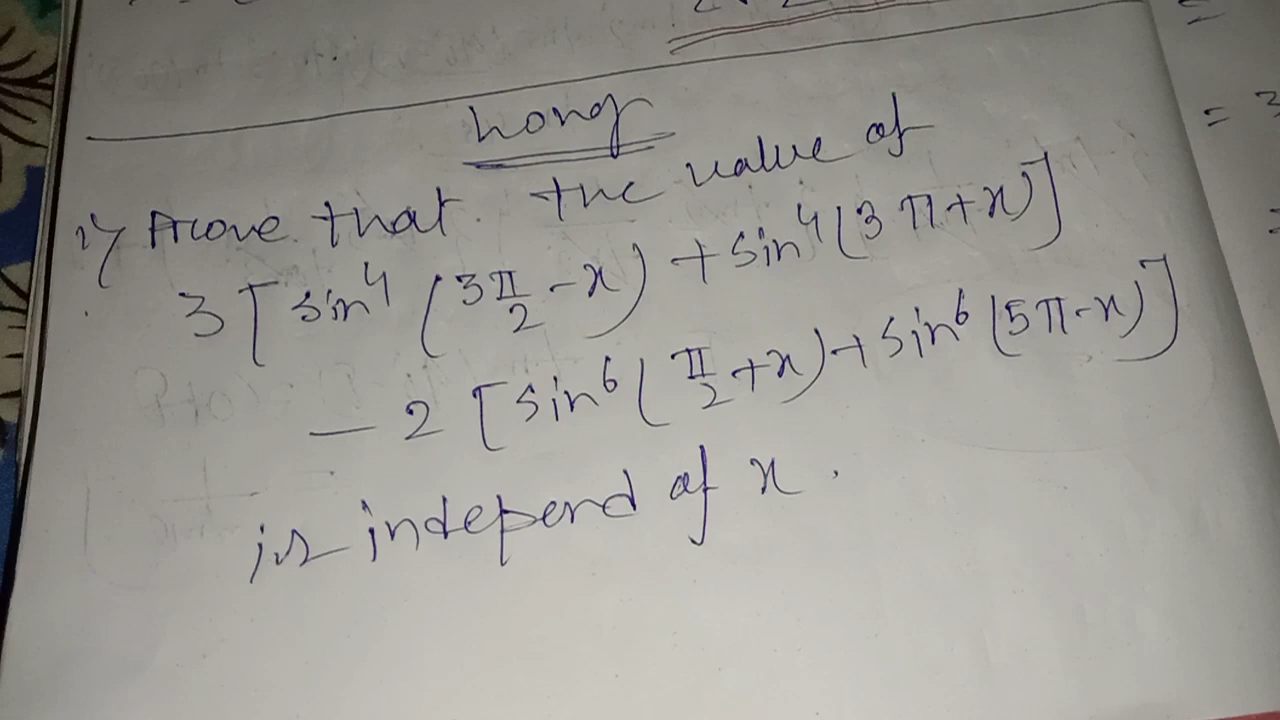 Long
1) Prove that the value of
3[sin⁴(3π/2-x)+sin⁴(3π+x)]
-2[sin⁶(π/2+x)+sin⁶(5π-x)]
is independ of x.
= 3
=